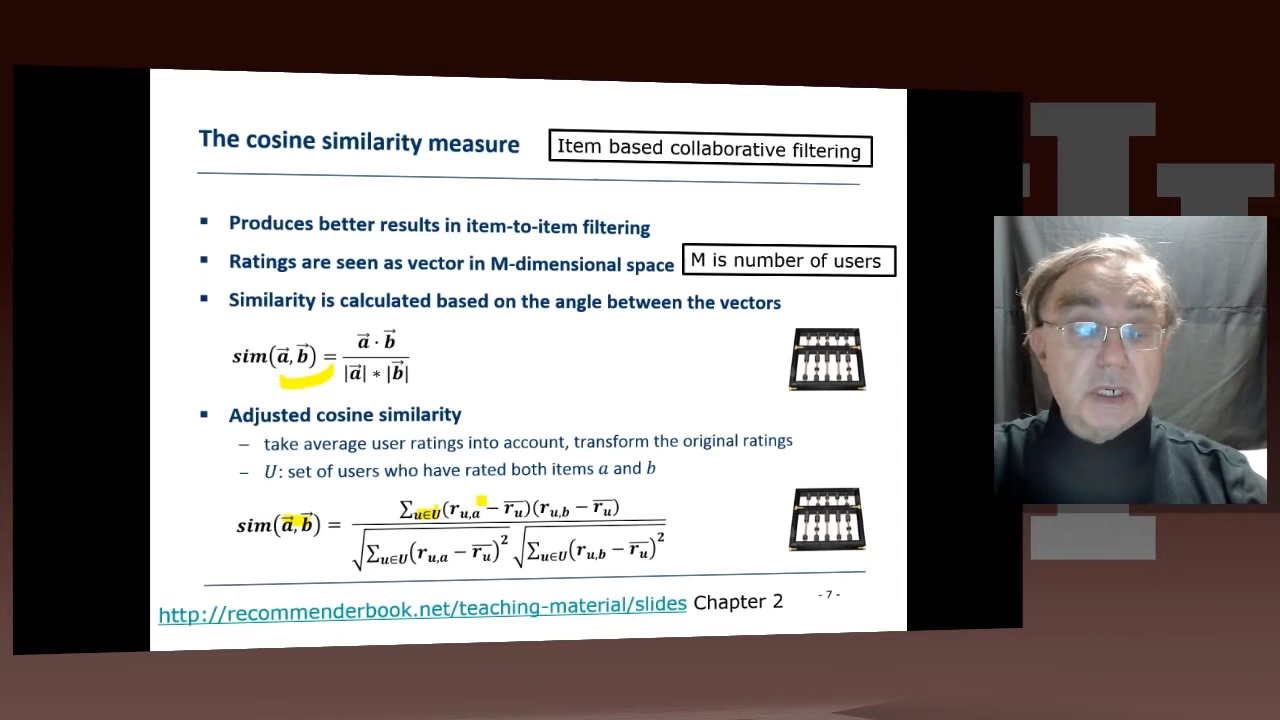 The cosine similarity measure
Item based collaborative filtering
▪ Produces better results in item-to-item filtering
▪ Ratings are seen as vector in M-dimensional space
M is number of users
▪ Similarity is calculated based on the angle between the vectors
sim(a⃗, b⃗) = a⃗ · b⃗ / |a⃗| * |b⃗|
▪ Adjusted cosine similarity
– take average user ratings into account, transform the original ratings
– U: set of users who have rated both items a and b
sim(a⃗, b⃗) = ∑u∈U(ru,a − r̅u)(ru,b − r̅u) / √∑u∈U(ru,a − r̅u)² √∑u∈U(ru,b − r̅u)²
http://recommenderbook.net/teaching-material/slides Chapter 2
- 7 -